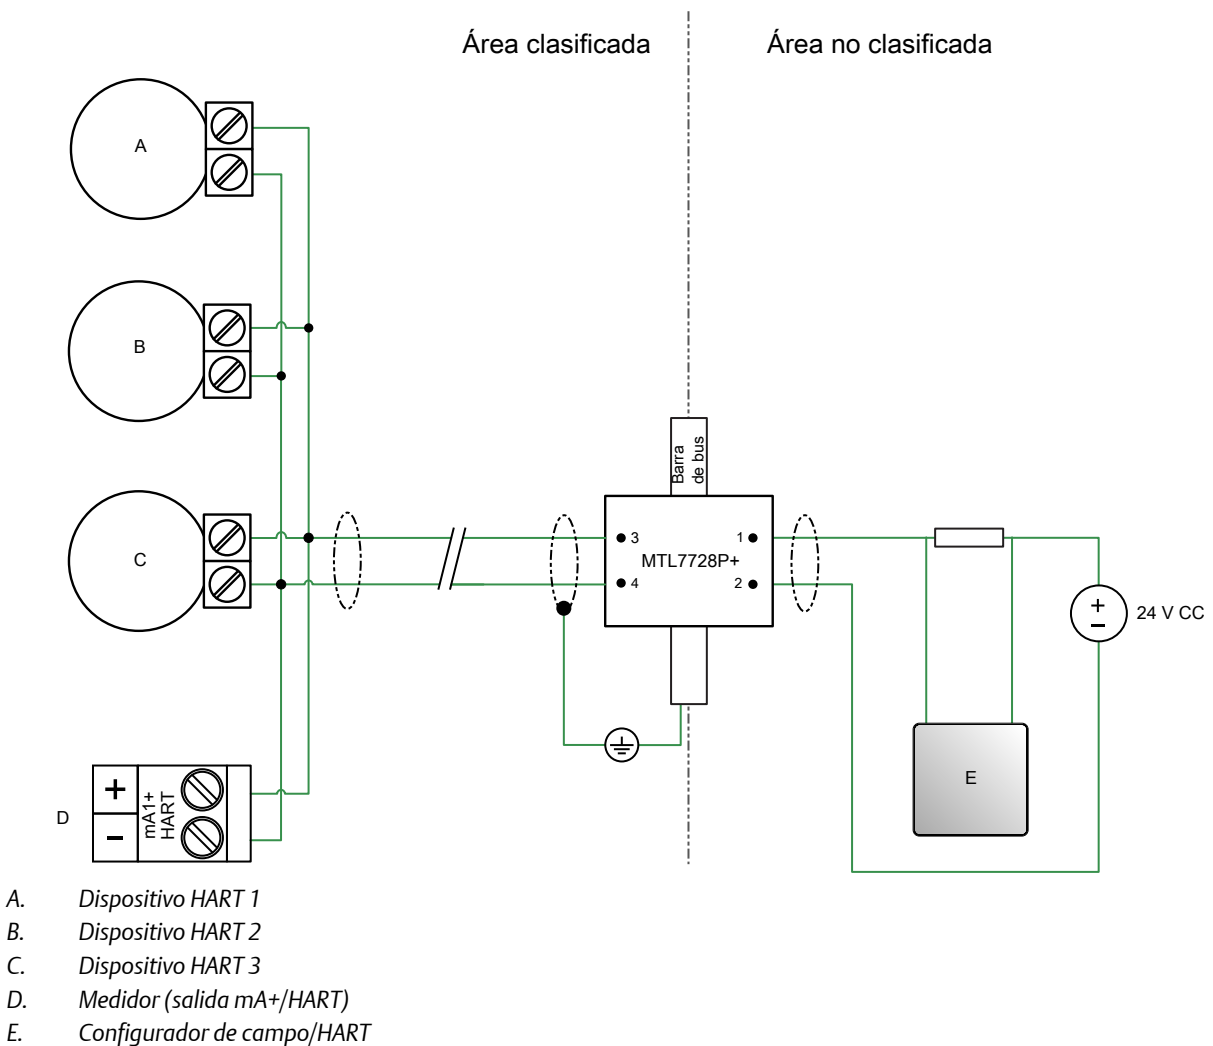 Área clasificada
Área no clasificada
A
B
C
Barra
de bus
3
4
MTL7728P+
1
2
+
−
24 V CC
E
D
+
−
mA1+
HART
A. Dispositivo HART 1
B. Dispositivo HART 2
C. Dispositivo HART 3
D. Medidor (salida mA+/HART)
E. Configurador de campo/HART